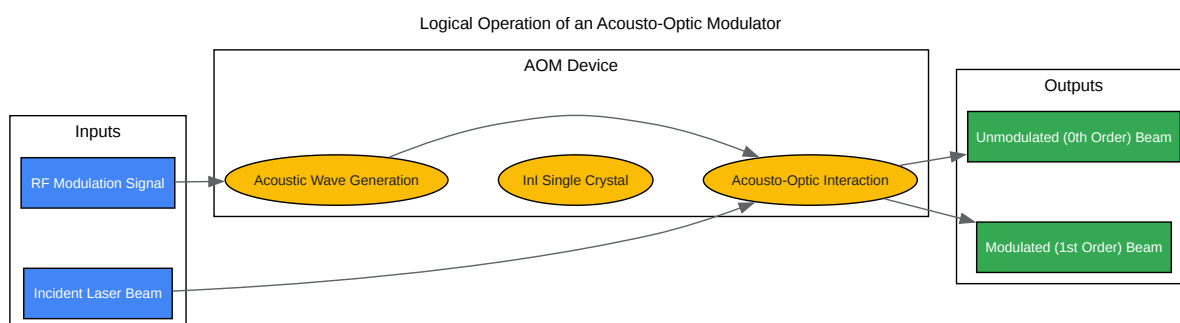 Logical Operation of an Acousto-Optic Modulator
AOM Device
Inputs
Outputs
RF Modulation Signal
Incident Laser Beam
Acoustic Wave Generation
InI Single Crystal
Acousto-Optic Interaction
Unmodulated (0th Order) Beam
Modulated (1st Order) Beam